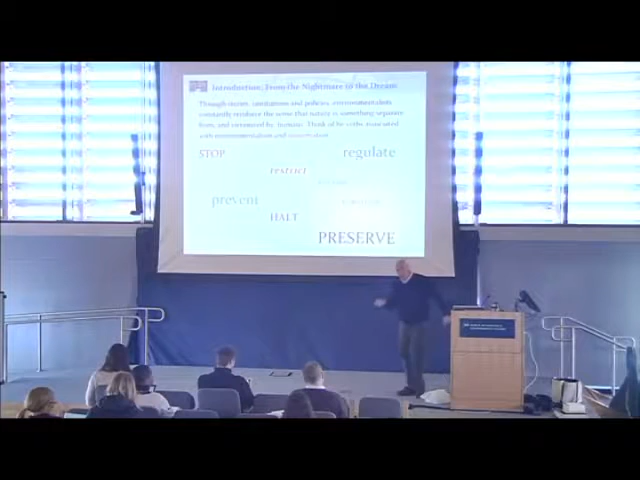 Introduction: From the Nightmare to the Dream
Through stories, institutions and policies, environmentalists
constantly reinforce the sense that nature is something separate
from, and victimized by, humans. Think of the verbs associated
with environmentalism and conservation:
STOP
regulate
restrict
prevent
HALT
PRESERVE